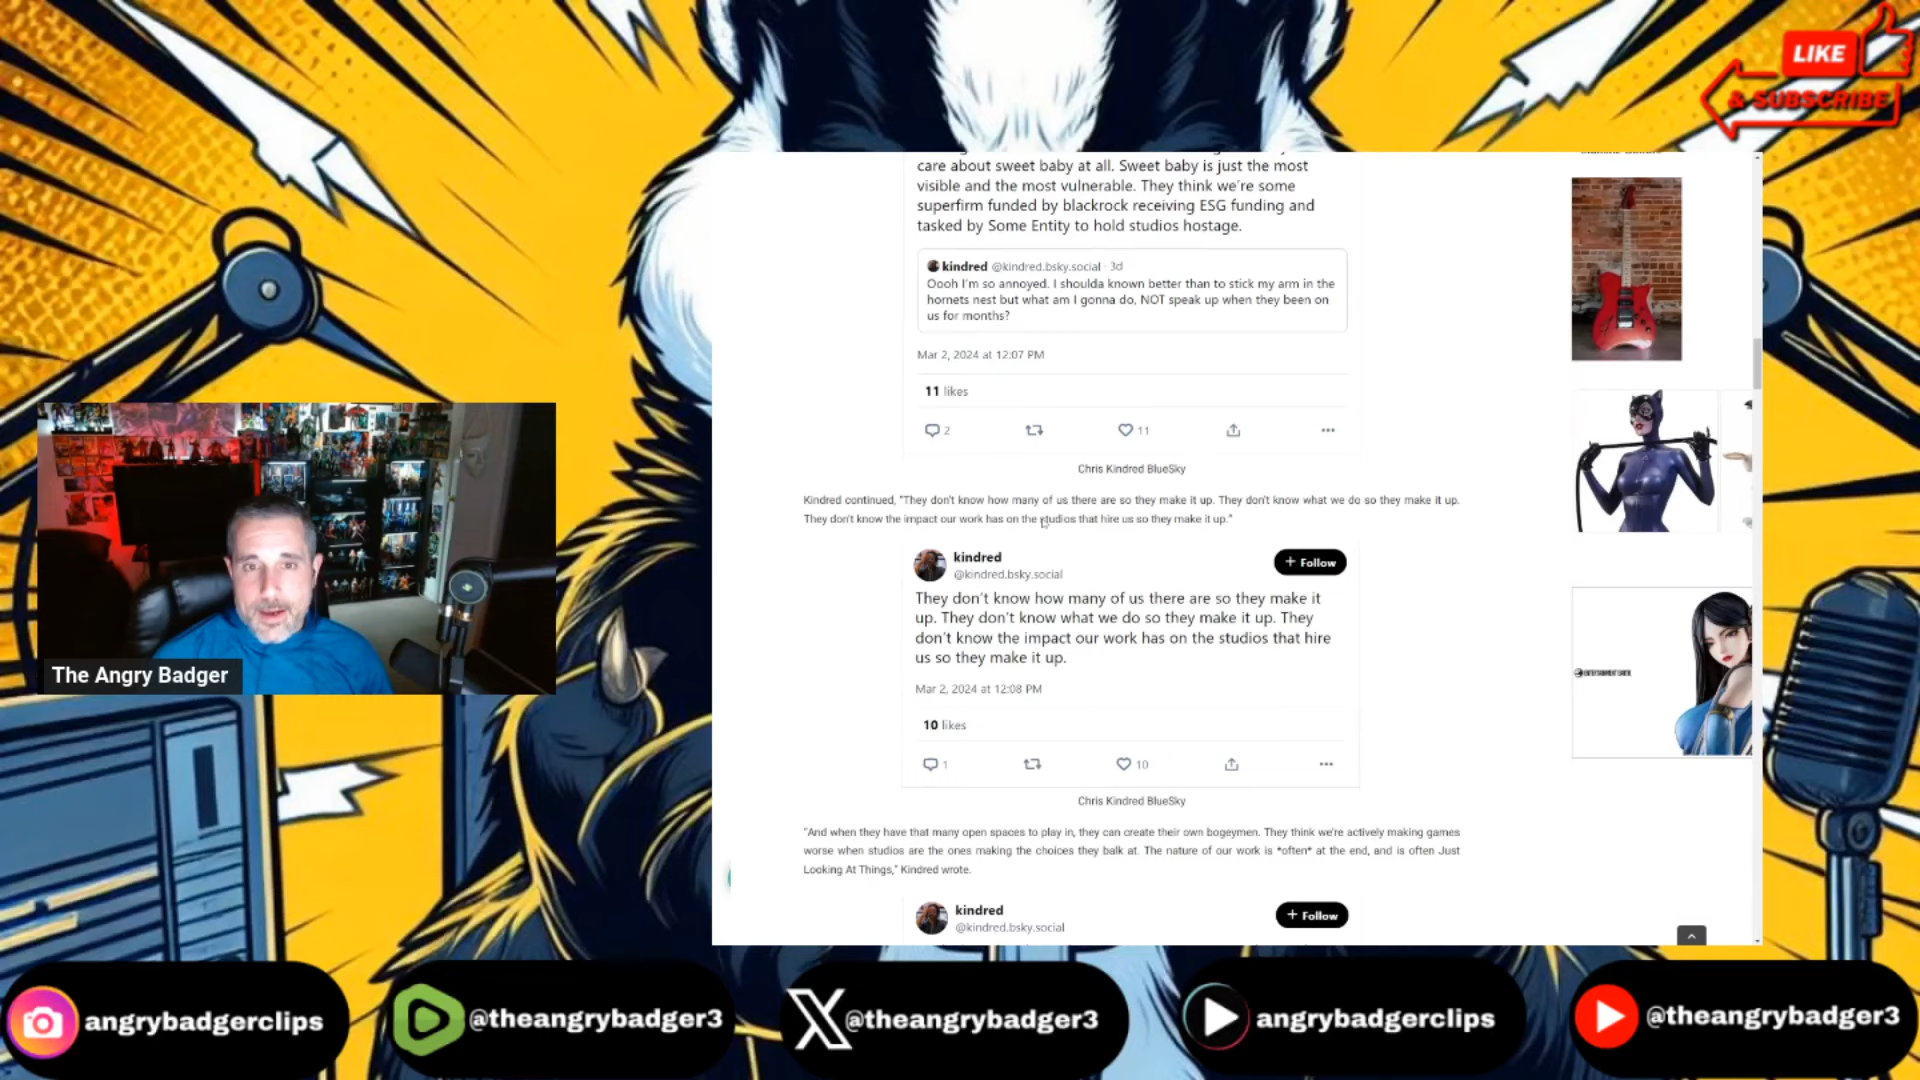 LIKE
& SUBSCRIBE
care about sweet baby at all. Sweet baby is just the most
visible and the most vulnerable. They think we're some
superfirm funded by blackrock receiving ESG funding and
tasked by Some Entity to hold studios hostage.
kindred @kindred.bsky.social · 3d
Oooh I'm so annoyed. I shoulda known better than to stick my arm in the
hornets nest but what am I gonna do, NOT speak up when they been on
us for months?
Mar 2, 2024 at 12:07 PM
11 likes
2
11
Chris Kindred BlueSky
Kindred continued, "They don't know how many of us there are so they make it up. They don't know what we do so they make it up.
They don't know the impact our work has on the studios that hire us so they make it up."
kindred
@kindred.bsky.social
+ Follow
They don't know how many of us there are so they make it
up. They don't know what we do so they make it up. They
don't know the impact our work has on the studios that hire
us so they make it up.
Mar 2, 2024 at 12:08 PM
10 likes
1
10
Chris Kindred BlueSky
"And when they have that many open spaces to play in, they can create their own bogeymen. They think we're actively making games
worse when studios are the ones making the choices they balk at. The nature of our work is *often* at the end, and is often Just
Looking At Things," Kindred wrote.
kindred
@kindred.bsky.social
+ Follow
ENTERTAINMENT EARTH
The Angry Badger
angrybadgerclips
@theangrybadger3
@theangrybadger3
angrybadgerclips
@theangrybadger3